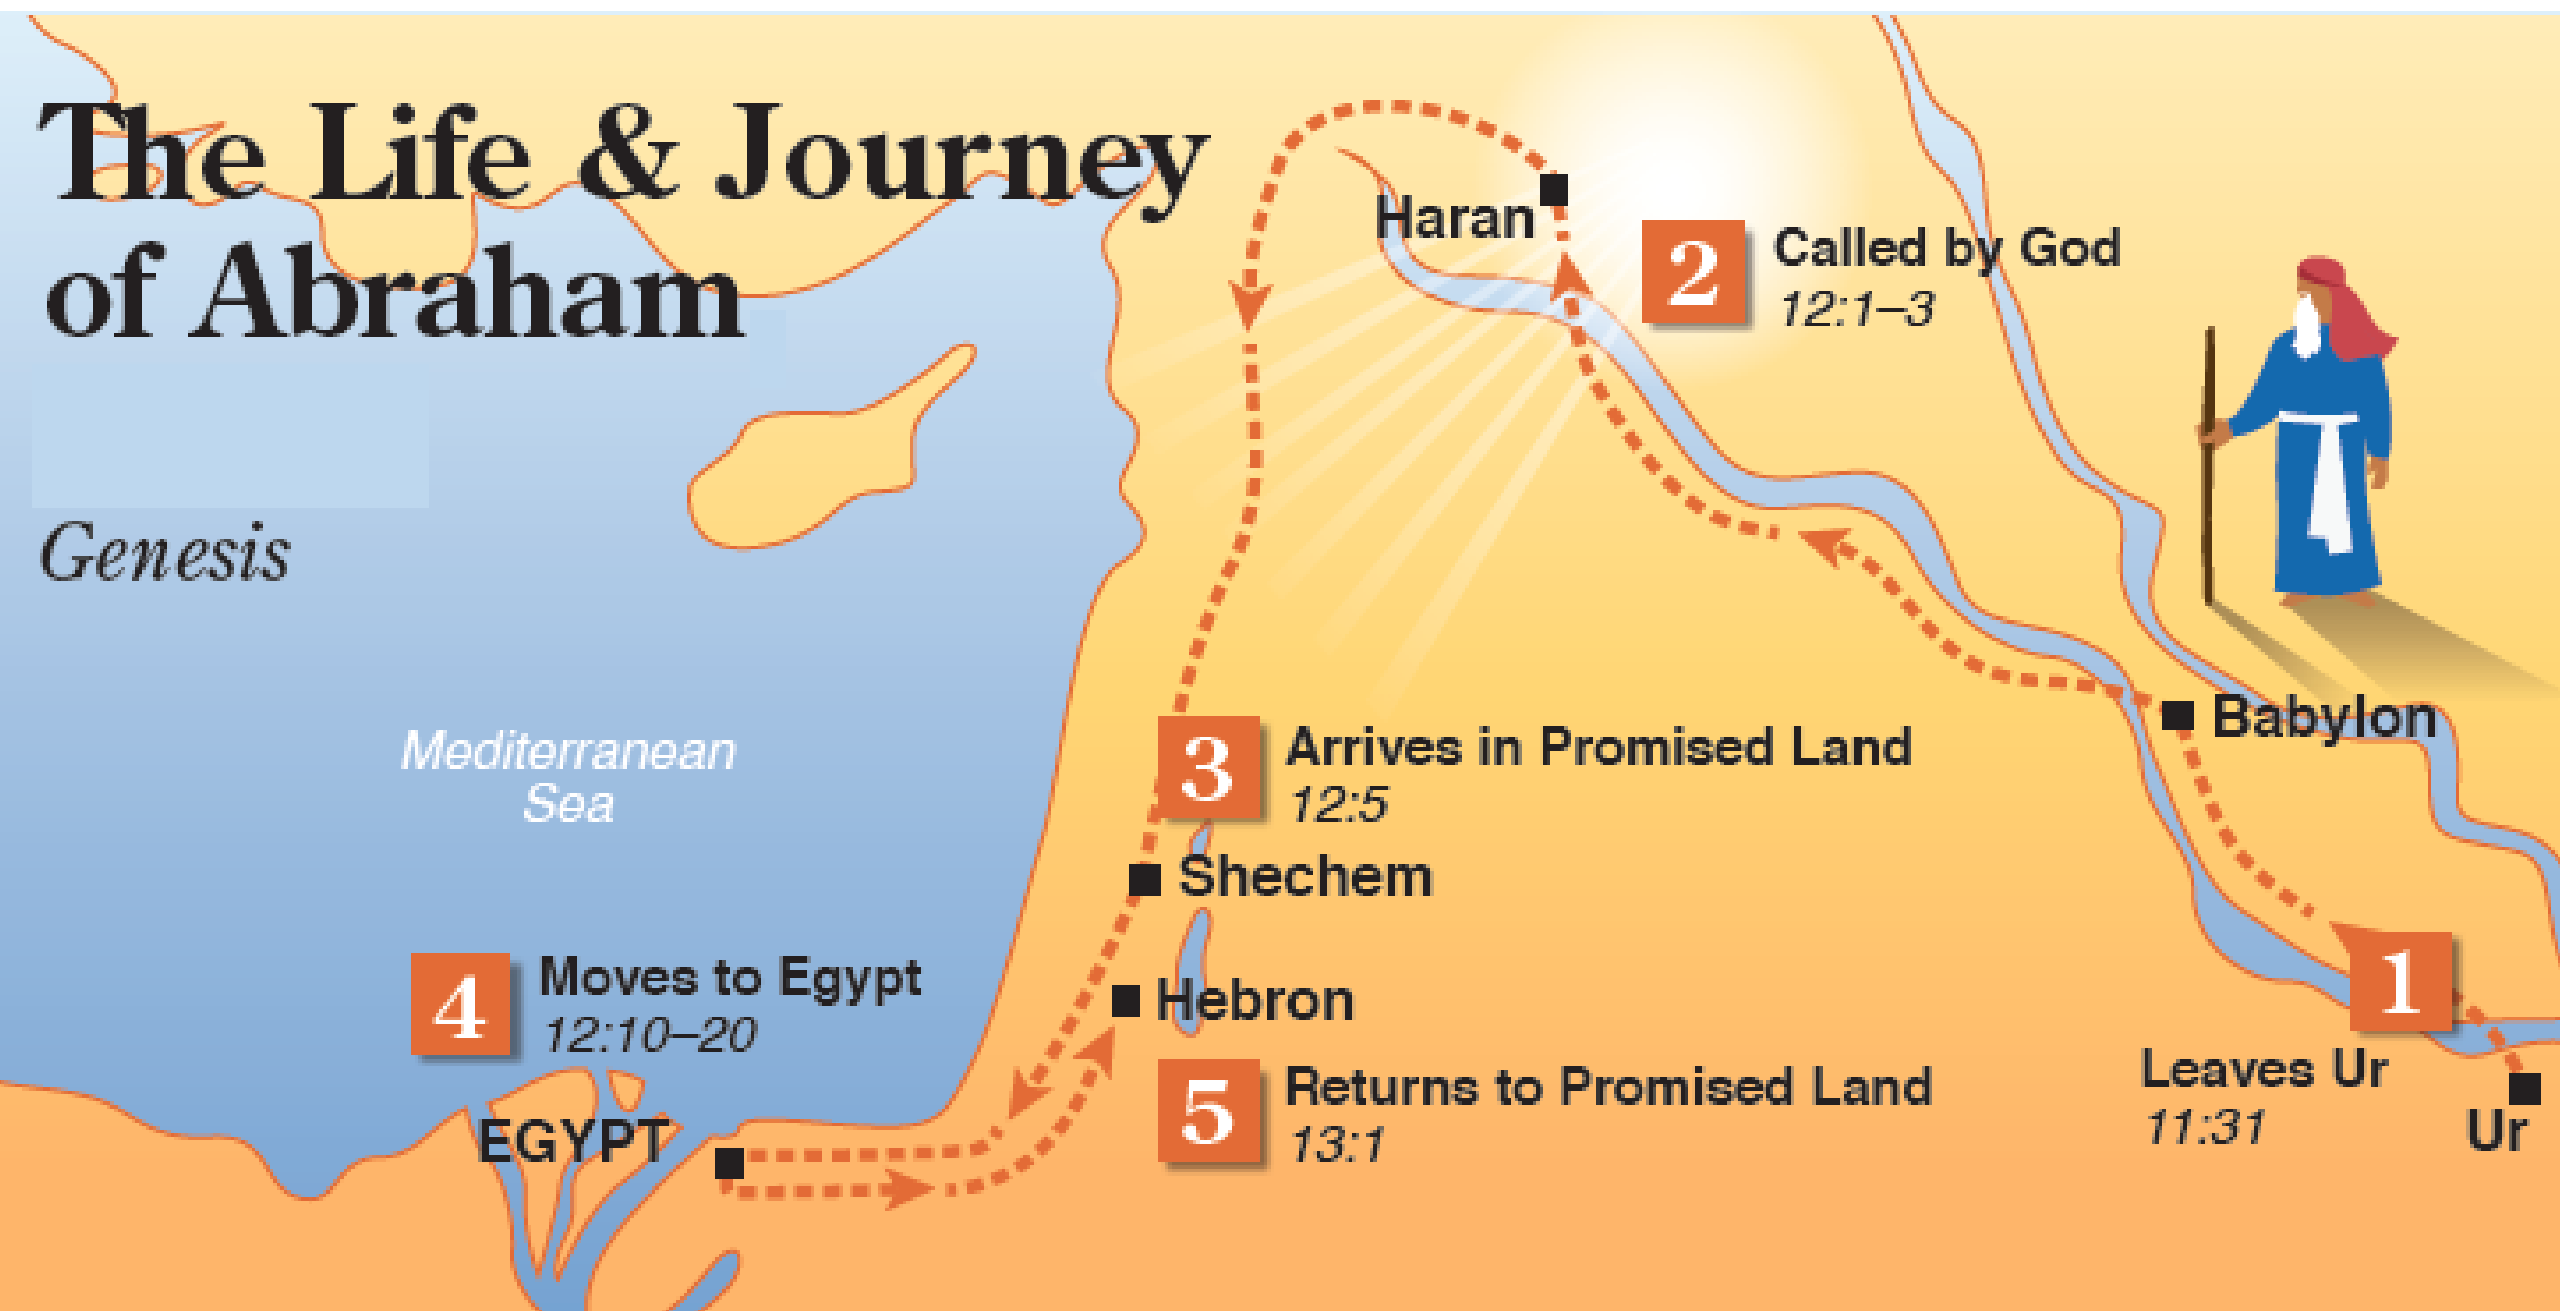 The Life & Journey
of Abraham
Genesis
Haran
2
Called by God
12:1–3
Mediterranean
Sea
Babylon
3
Arrives in Promised Land
12:5
Shechem
4
Moves to Egypt
12:10–20
Hebron
1
Leaves Ur
11:31
Ur
EGYPT
5
Returns to Promised Land
13:1